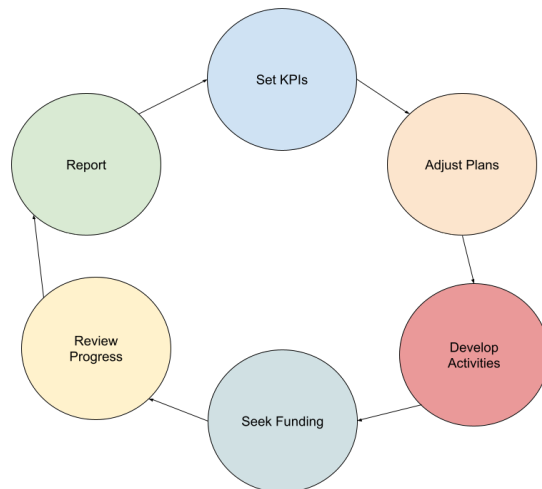 Set KPIs
Adjust Plans
Develop
Activities
Seek Funding
Review
Progress
Report